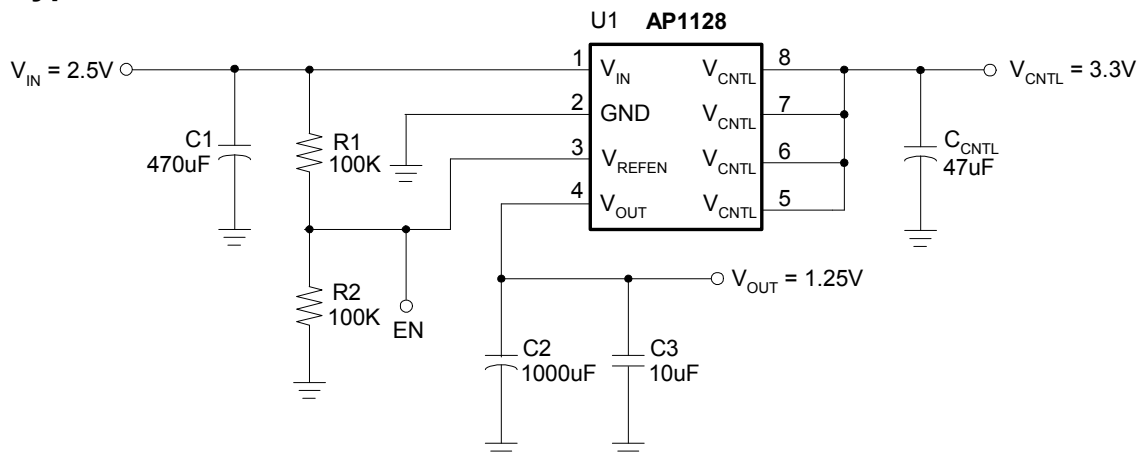 U1 AP1128
V_IN = 2.5V
1 V_IN V_CNTL 8
V_CNTL = 3.3V
2 GND V_CNTL 7
C1
470uF
R1
100K
3 V_REFEN V_CNTL 6
C_CNTL
47uF
4 V_OUT V_CNTL 5
R2
100K
EN
V_OUT = 1.25V
C2
1000uF
C3
10uF